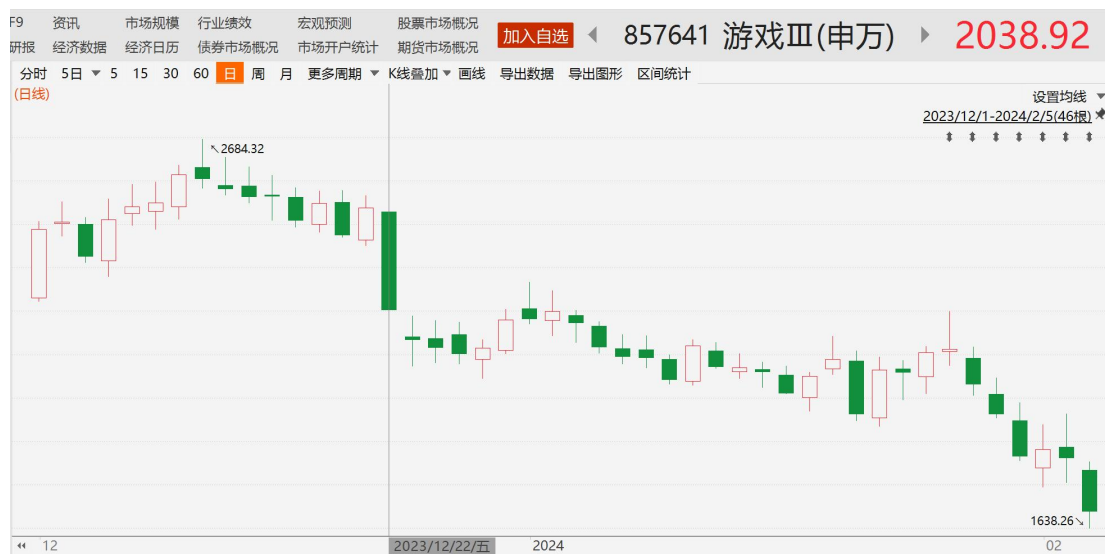 F9 资讯 市场规模 行业绩效 宏观预测 股票市场概况
研报 经济数据 经济日历 债券市场概况 市场开户统计 期货市场概况
加入自选 857641 游戏Ⅲ(申万) 2038.92
分时 5日 5 15 30 60 日 周 月 更多周期 K线叠加 画线 导出数据 导出图形 区间统计
(日线) 设置均线
2023/12/1-2024/2/5(46根)
2684.32
1638.26
12 2023/12/22/五 2024 02